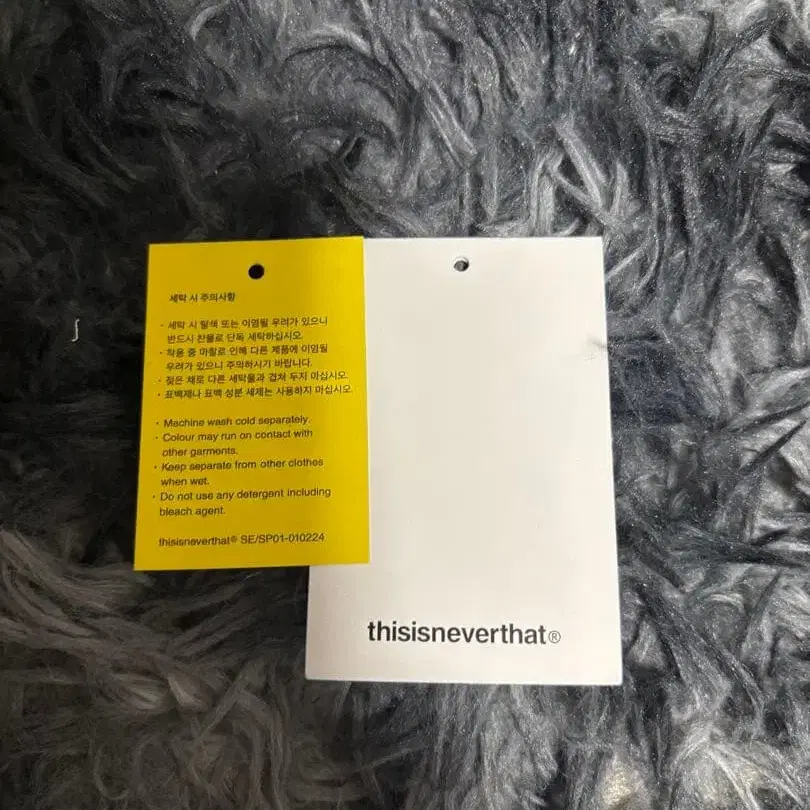 세탁 시 주의사항
· 세탁 시 탈색 또는 이염될 우려가 있으니
반드시 찬물로 단독 세탁하십시오.
· 착용 중 마찰로 인해 다른 제품에 이염될
우려가 있으니 주의하시기 바랍니다.
· 젖은 채로 다른 세탁물과 겹쳐 두지 마십시오.
· 표백제나 표백 성분 세제는 사용하지 마십시오.
· Machine wash cold separately.
· Colour may run on contact with
other garments.
· Keep separate from other clothes
when wet.
· Do not use any detergent including
bleach agent.
thisisneverthat® SE/SP01-010224
thisisneverthat®